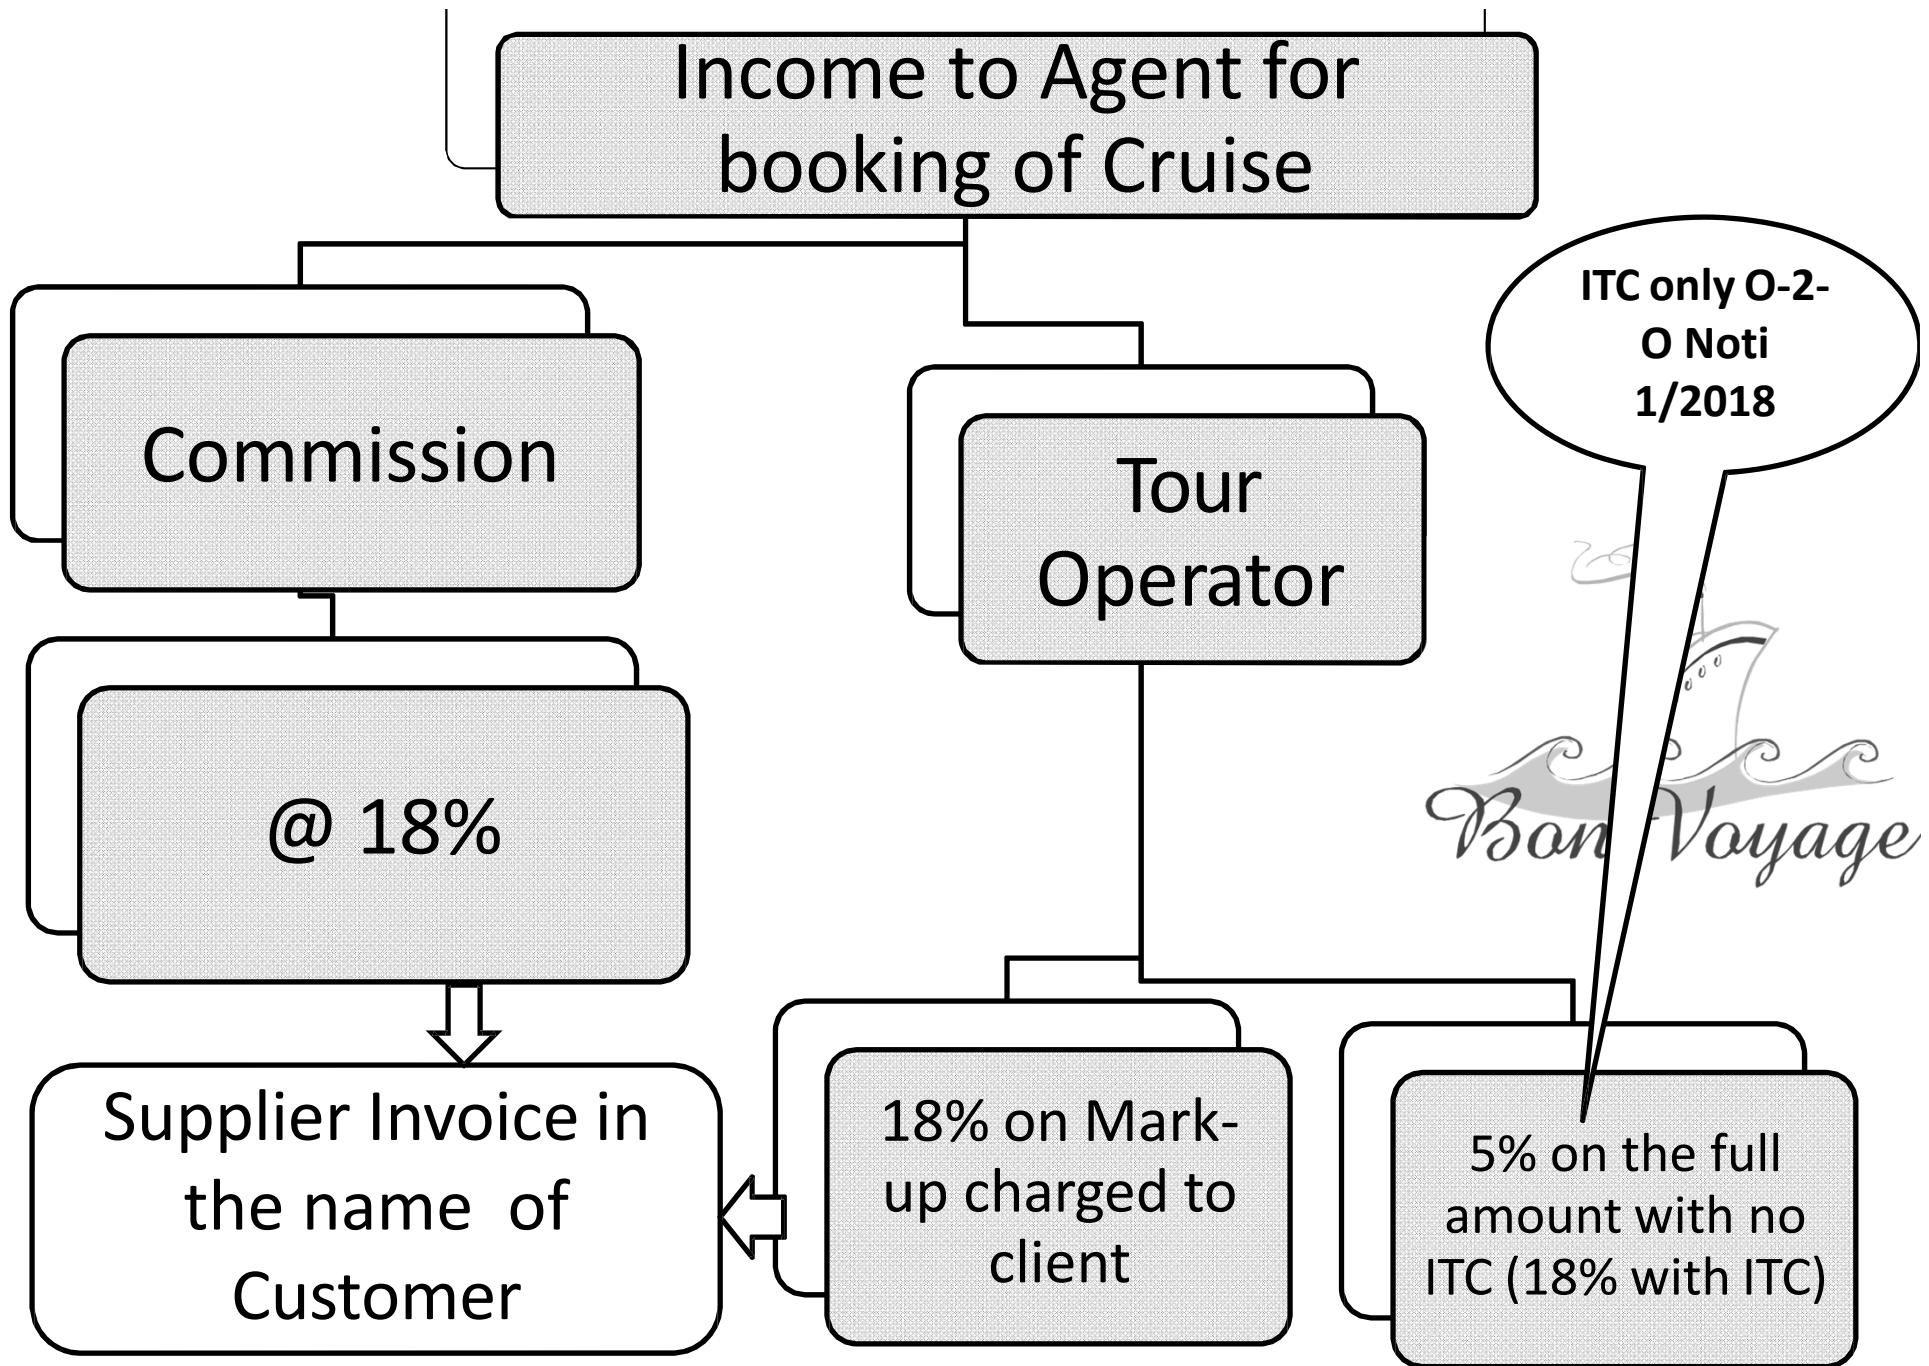 Income to Agent for
booking of Cruise
ITC only O-2-
O Noti
1/2018
Commission
Tour
Operator
@ 18%
Bon Voyage
Supplier Invoice in
the name of
Customer
18% on Mark-
up charged to
client
5% on the full
amount with no
ITC (18% with ITC)